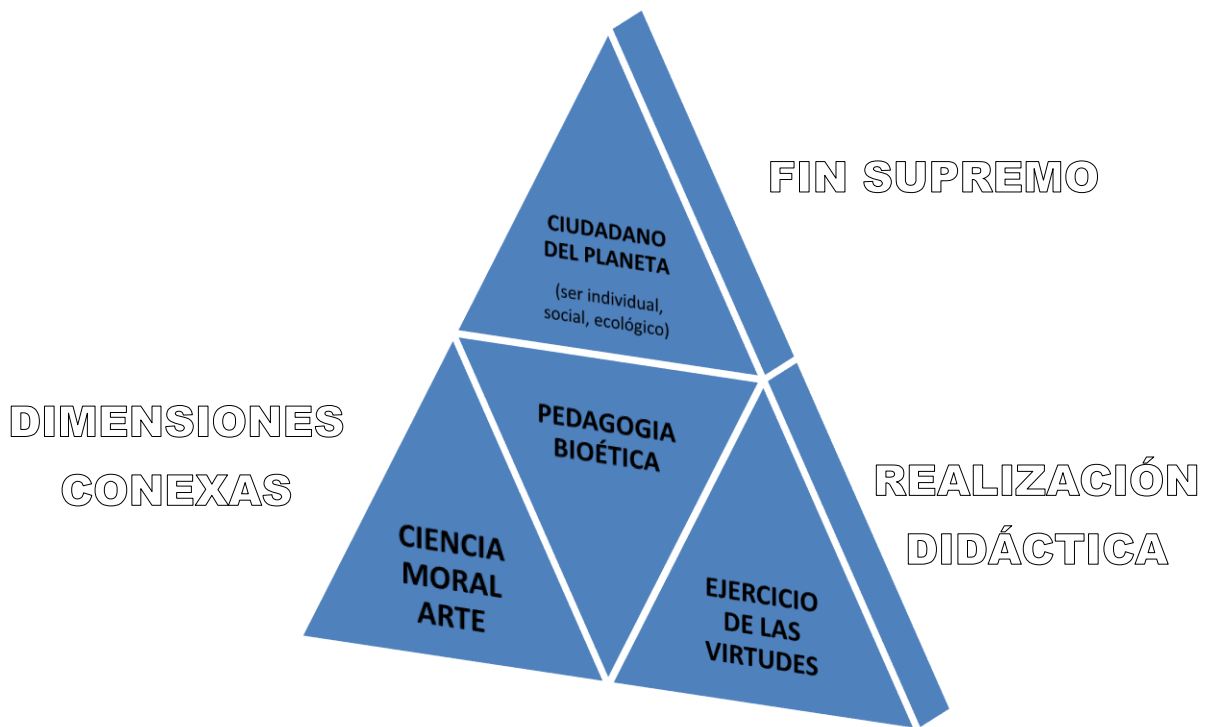 FIN SUPREMO
CIUDADANO
DEL PLANETA
(ser individual,
social, ecológico)
DIMENSIONES
CONEXAS
PEDAGOGIA
BIOÉTICA
REALIZACIÓN
DIDÁCTICA
CIENCIA
MORAL
ARTE
EJERCICIO
DE LAS
VIRTUDES